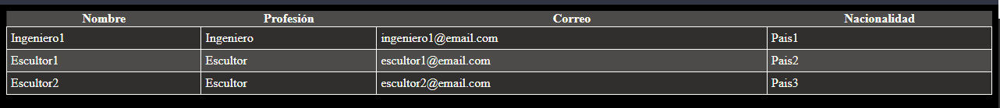 Nombre Profesión Correo Nacionalidad
Ingeniero1 Ingeniero ingeniero1@email.com Pais1
Escultor1 Escultor escultor1@email.com Pais2
Escultor2 Escultor escultor2@email.com Pais3